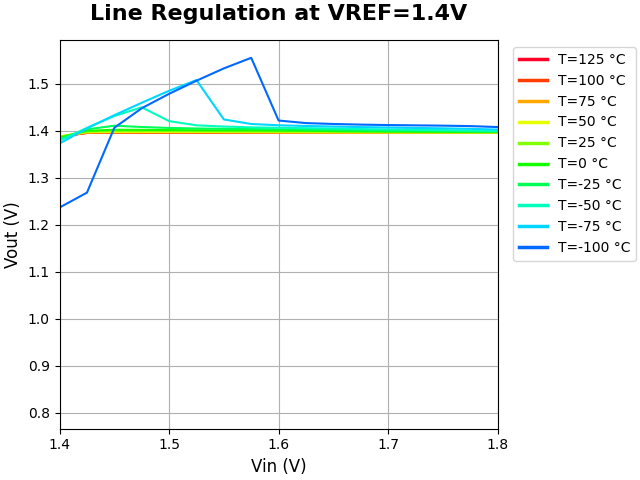 Line Regulation at VREF=1.4V
Vout (V)
1.5
1.4
1.3
1.2
1.1
1.0
0.9
0.8
1.4
1.5
1.6
1.7
1.8
Vin (V)
T=125 °C
T=100 °C
T=75 °C
T=50 °C
T=25 °C
T=0 °C
T=-25 °C
T=-50 °C
T=-75 °C
T=-100 °C